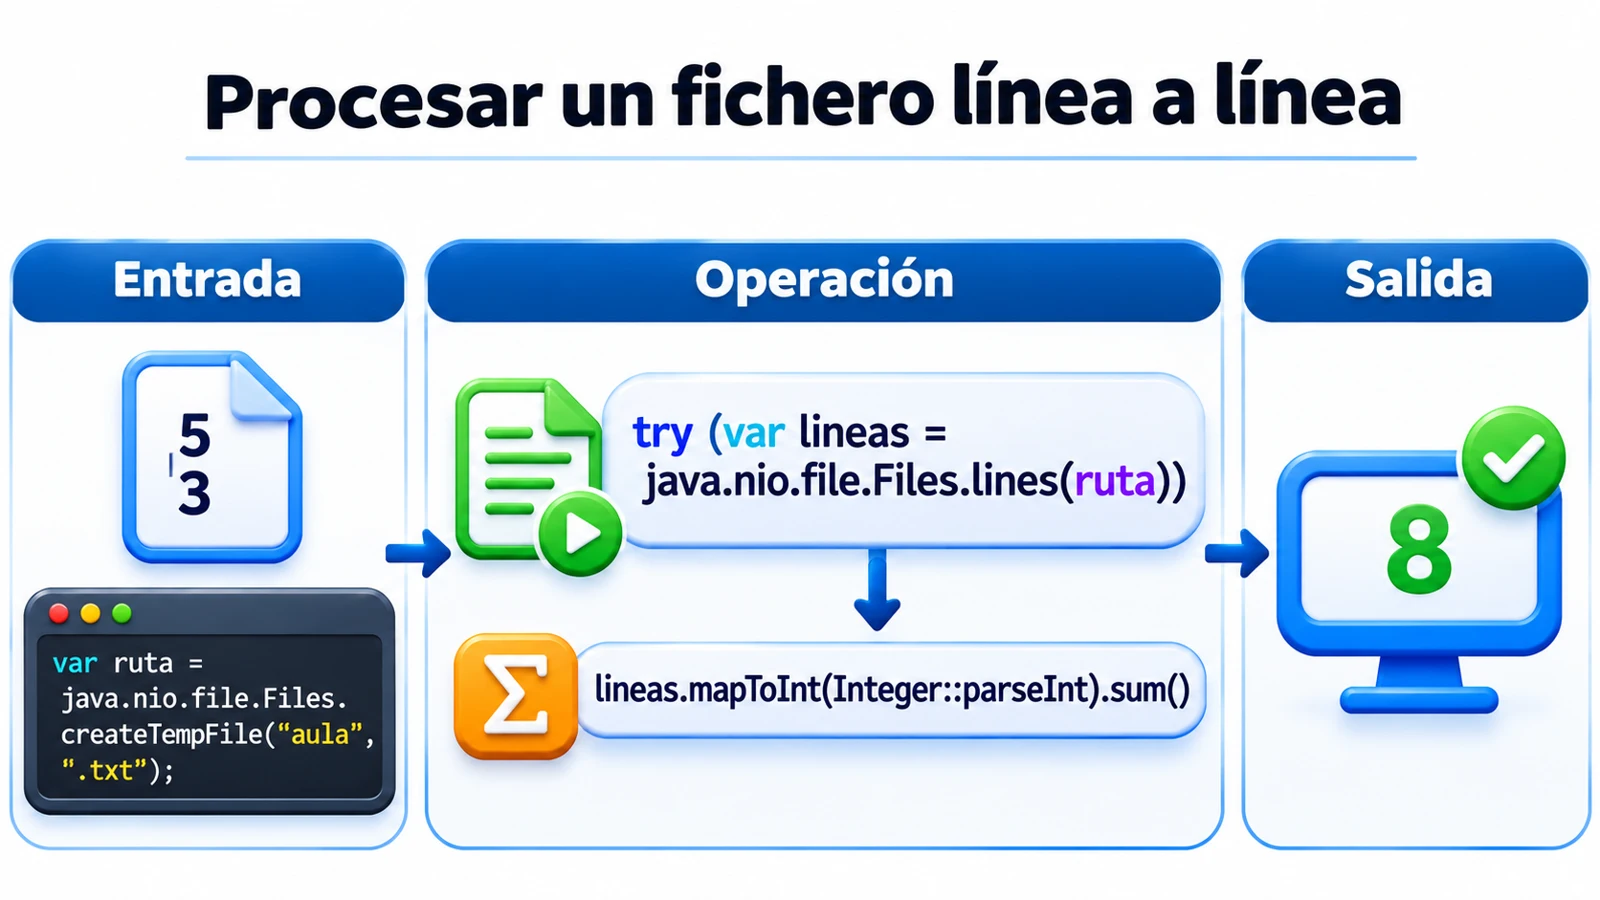 Procesar un fichero línea a línea
Entrada
5
3
var ruta =
java.nio.file.Files.
createTempFile(“aula”,
“.txt”);
Operación
try (var lineas =
java.nio.file.Files.lines(ruta))
lineas.mapToInt(Integer::parseInt).sum()
Salida
8